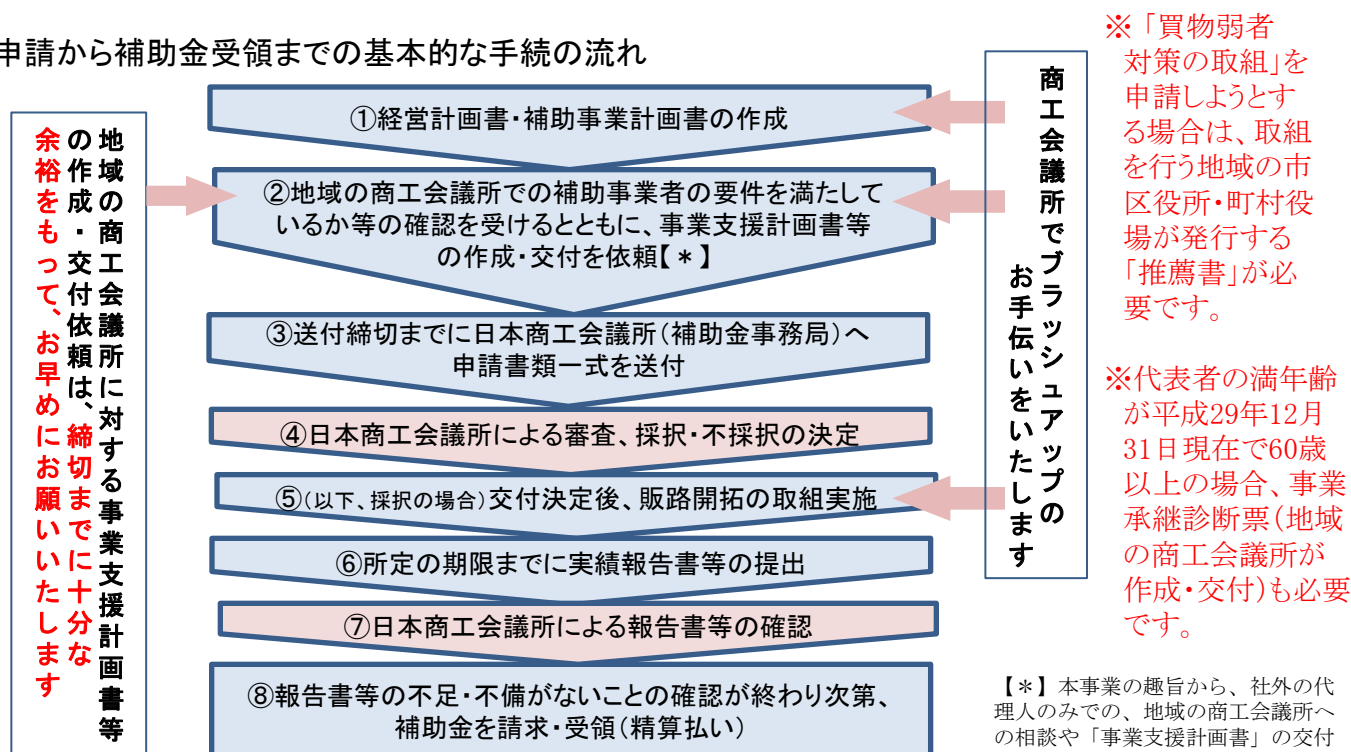 申請から補助金受領までの基本的な手続の流れ
地域の商工会議所に対する事業支援計画書等
の作成・交付依頼は、締切までに十分な
余裕をもって、お早めにお願いいたします
①経営計画書・補助事業計画書の作成
②地域の商工会議所での補助事業者の要件を満たして
いるか等の確認を受けるとともに、事業支援計画書等
の作成・交付を依頼【＊】
③送付締切までに日本商工会議所（補助金事務局）へ
申請書類一式を送付
④日本商工会議所による審査、採択・不採択の決定
⑤（以下、採択の場合）交付決定後、販路開拓の取組実施
⑥所定の期限までに実績報告書等の提出
⑦日本商工会議所による報告書等の確認
⑧報告書等の不足・不備がないことの確認が終わり次第、
補助金を請求・受領（精算払い）
商工会議所でブラッシュアップの
お手伝いをいたします
※「買物弱者
対策の取組」を
申請しようとす
る場合は、取組
を行う地域の市
区役所・町村役
場が発行する
「推薦書」が必
要です。
※代表者の満年齢
が平成29年12月
31日現在で60歳
以上の場合、事業
承継診断票（地域
の商工会議所が
作成・交付）も必要
です。
【＊】本事業の趣旨から、社外の代
理人のみでの、地域の商工会議所へ
の相談や「事業支援計画書」の交付